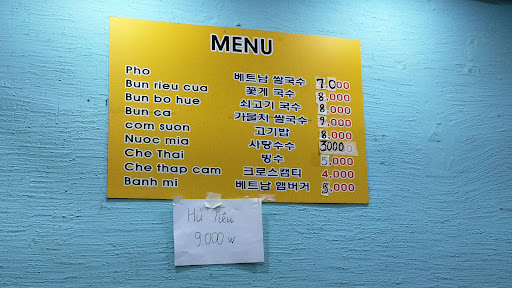 MENU
Pho 베트남 쌀국수 7,000
Bun rieu cua 꽃게 국수 8,000
Bun bo hue 쇠고기 국수 8,000
Bun ca 가물치 쌀국수 9,000
com suon 고기밥 8,000
Nuoc mia 사탕수수 3000
Che Thai 빙수 5,000
Che thap cam 크로스캄티 4,000
Banh mi 베트남 앰버거 5,000
Hủ Tiếu
9.000 w